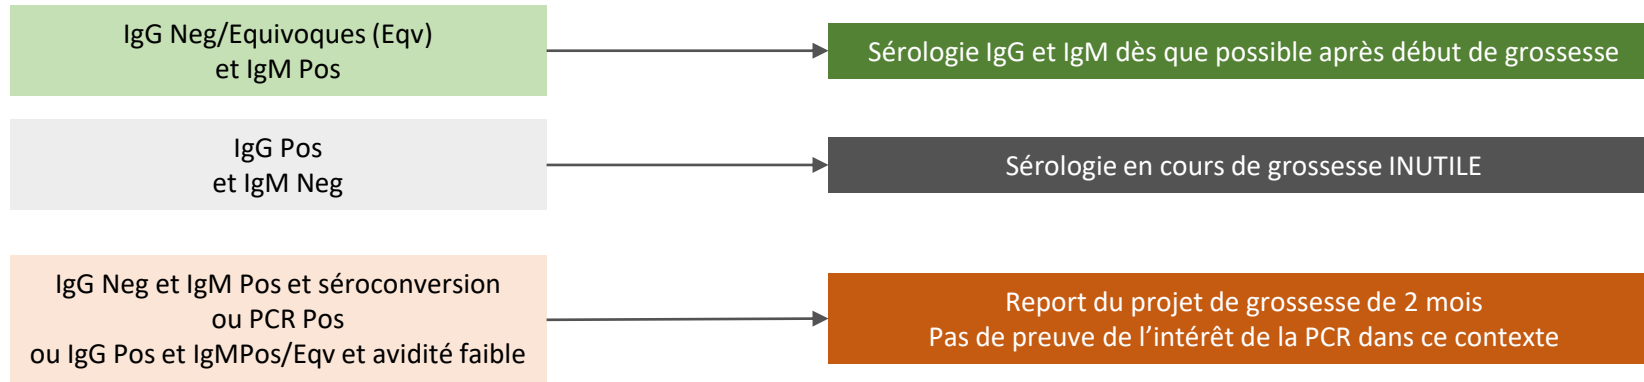 IgG Neg/Equivoques (Eqv)
et IgM Pos
Sérologie IgG et IgM dès que possible après début de grossesse
IgG Pos
et IgM Neg
Sérologie en cours de grossesse INUTILE
IgG Neg et IgM Pos et séroconversion
ou PCR Pos
ou IgG Pos et IgMPos/Eqv et avidité faible
Report du projet de grossesse de 2 mois
Pas de preuve de l’intérêt de la PCR dans ce contexte